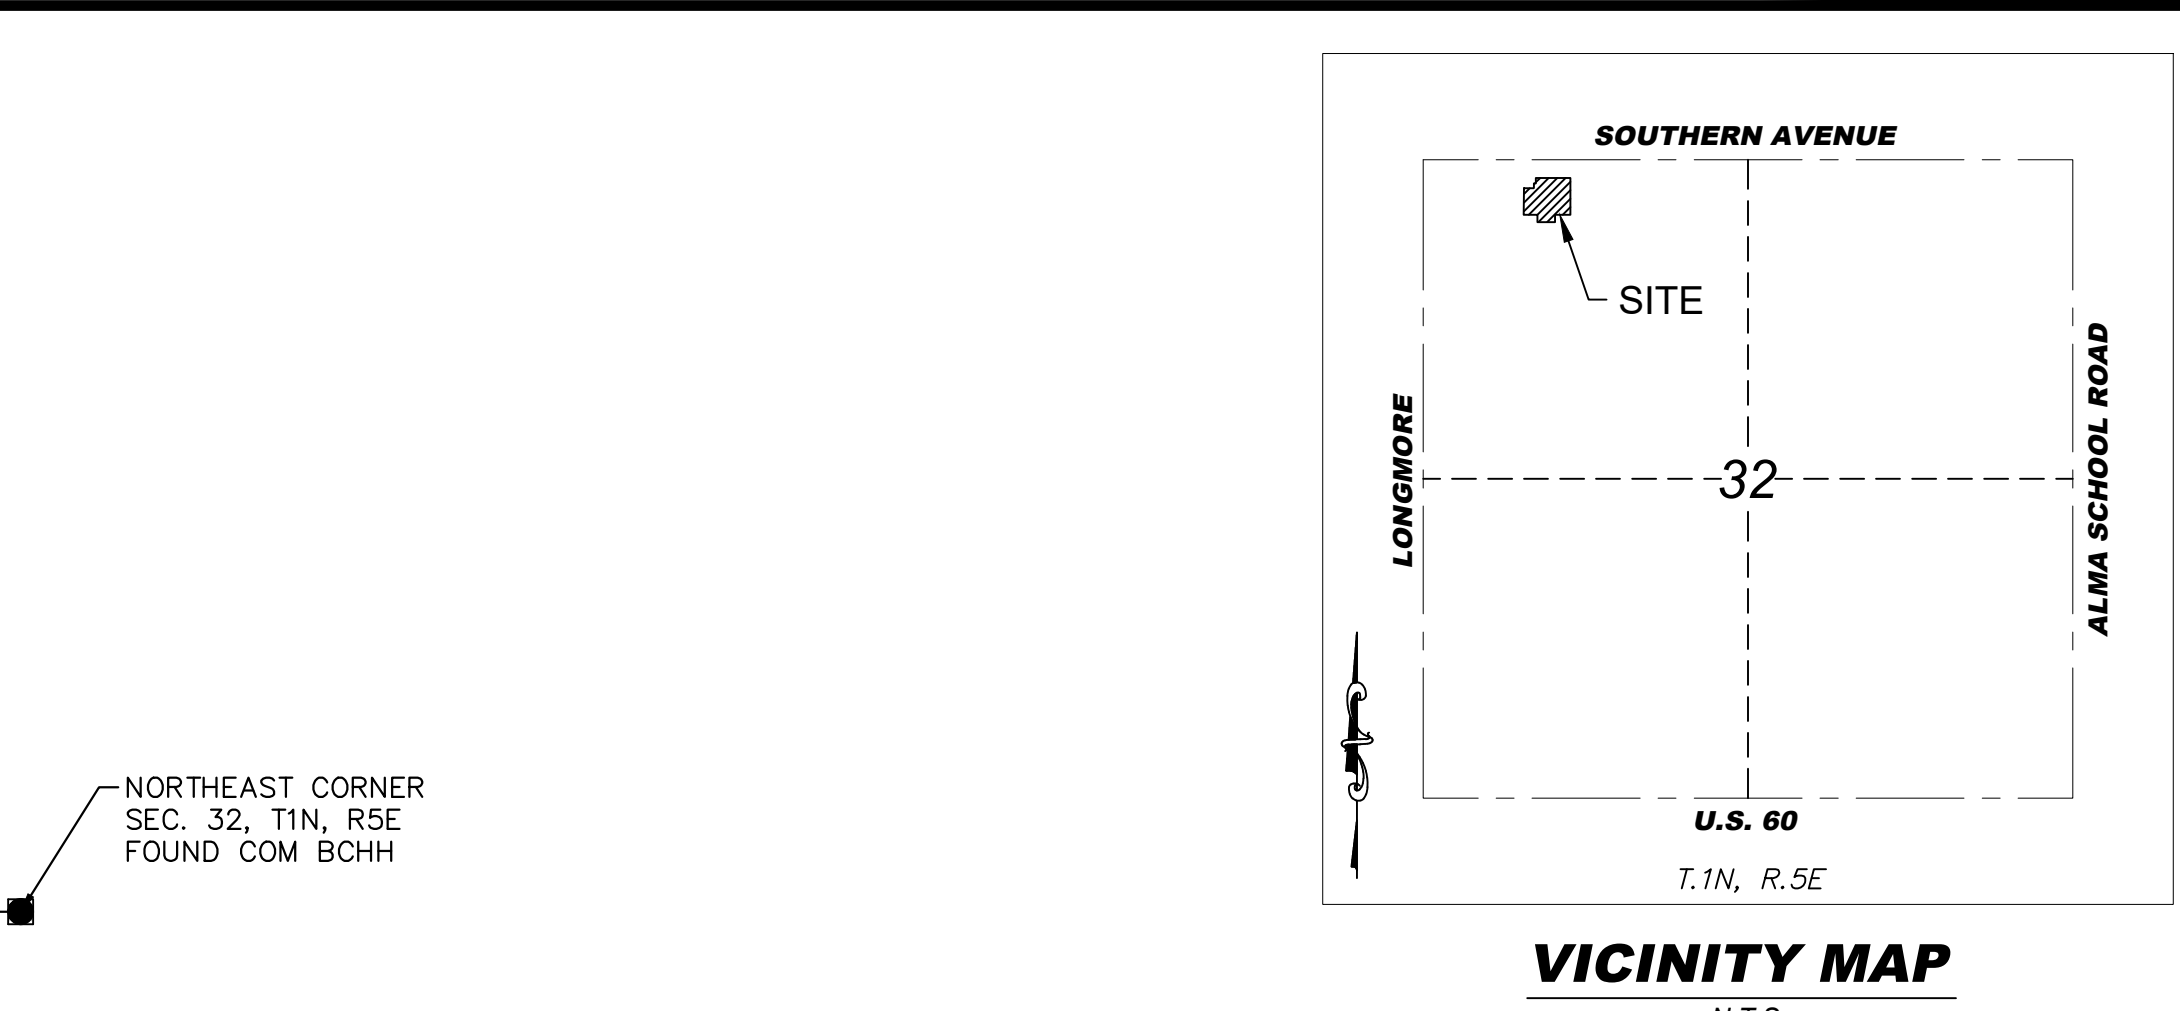 SOUTHERN AVENUE
SITE
LONGMORE
32
ALMA SCHOOL ROAD
U.S. 60
T.1N, R.5E
VICINITY MAP
NORTHEAST CORNER
SEC. 32, T1N, R5E
FOUND COM BCHH